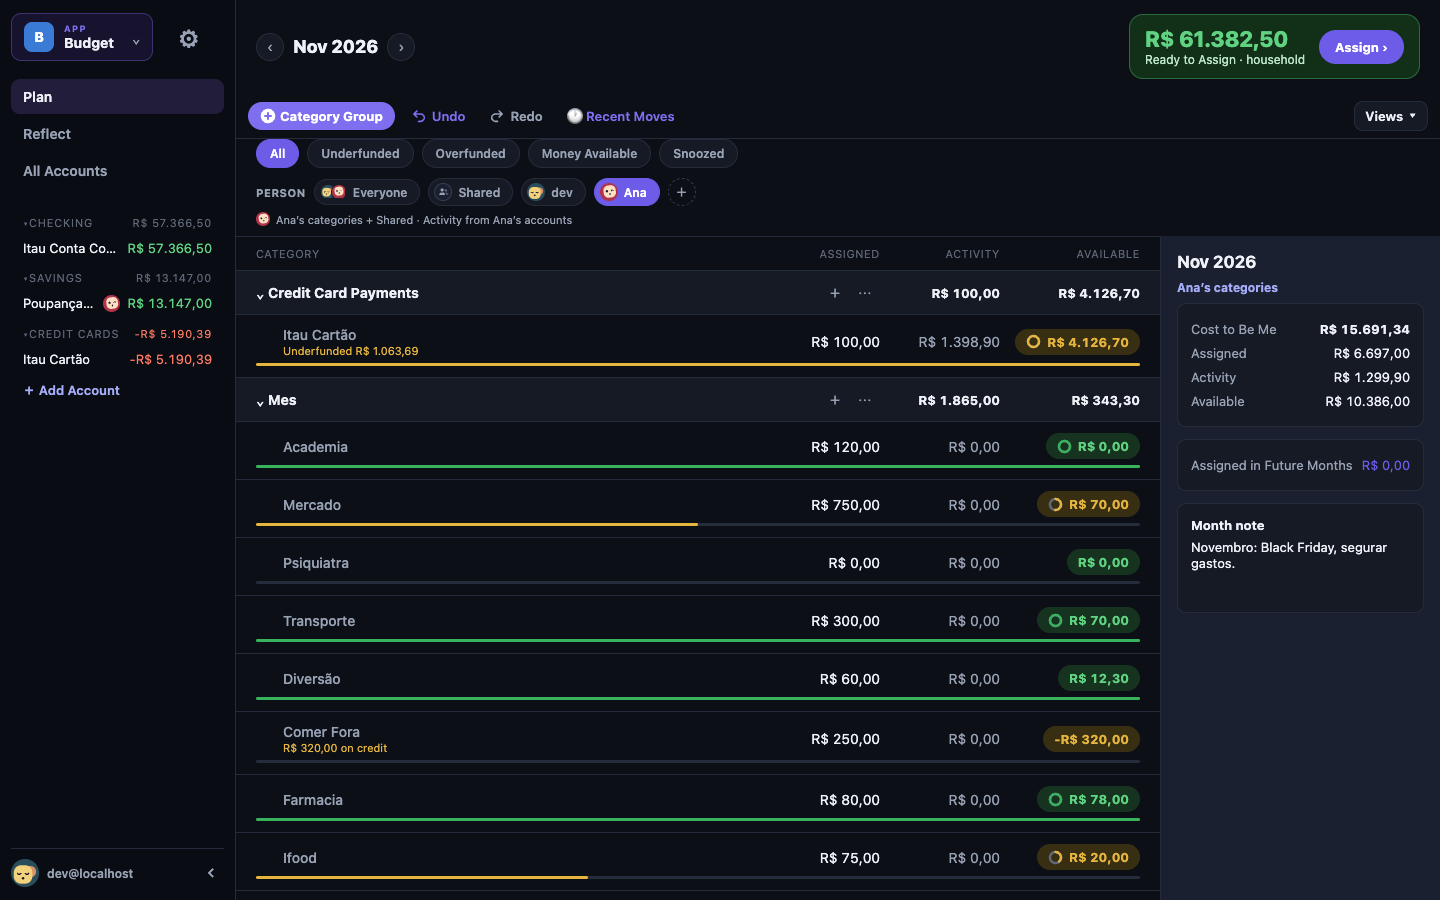 B
APP
Budget
Plan
Reflect
All Accounts
CHECKING R$ 57.366,50
Itau Conta Co... R$ 57.366,50
SAVINGS R$ 13.147,00
Poupança... R$ 13.147,00
CREDIT CARDS -R$ 5.190,39
Itau Cartão -R$ 5.190,39
+ Add Account
dev@localhost
‹ Nov 2026 ›
R$ 61.382,50
Ready to Assign · household
Assign ›
Category Group Undo Redo Recent Moves Views
All Underfunded Overfunded Money Available Snoozed
PERSON Everyone Shared dev Ana +
Ana's categories + Shared · Activity from Ana's accounts
CATEGORY ASSIGNED ACTIVITY AVAILABLE
Credit Card Payments + ··· R$ 100,00 R$ 4.126,70
Itau Cartão R$ 100,00 R$ 1.398,90 R$ 4.126,70
Underfunded R$ 1.063,69
Mes + ··· R$ 1.865,00 R$ 343,30
Academia R$ 120,00 R$ 0,00 R$ 0,00
Mercado R$ 750,00 R$ 0,00 R$ 70,00
Psiquiatra R$ 0,00 R$ 0,00 R$ 0,00
Transporte R$ 300,00 R$ 0,00 R$ 70,00
Diversão R$ 60,00 R$ 0,00 R$ 12,30
Comer Fora R$ 250,00 R$ 0,00 -R$ 320,00
R$ 320,00 on credit
Farmacia R$ 80,00 R$ 0,00 R$ 78,00
Ifood R$ 75,00 R$ 0,00 R$ 20,00
Nov 2026
Ana's categories
Cost to Be Me R$ 15.691,34
Assigned R$ 6.697,00
Activity R$ 1.299,90
Available R$ 10.386,00
Assigned in Future Months R$ 0,00
Month note
Novembro: Black Friday, segurar
gastos.